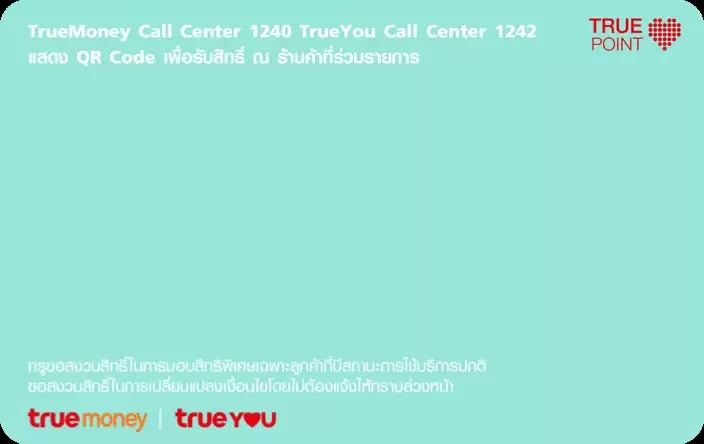 TrueMoney Call Center 1240 TrueYou Call Center 1242
แสดง QR Code เพื่อรับสิทธิ์ ณ ร้านค้าที่ร่วมรายการ
TRUE
POINT
ทรูขอสงวนสิทธิ์ในการมอบสิทธิพิเศษเฉพาะลูกค้าที่มีสถานะการใช้บริการปกติ
ขอสงวนสิทธิ์ในการเปลี่ยนแปลงเงื่อนไขโดยไม่ต้องแจ้งให้ทราบล่วงหน้า
true money | true YOU